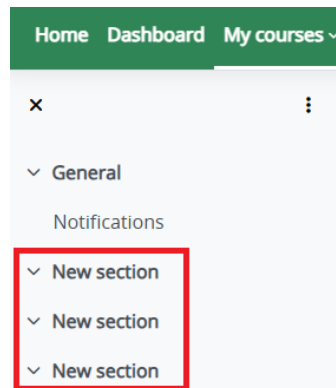 Home Dashboard My courses
General
Notifications
New section
New section
New section